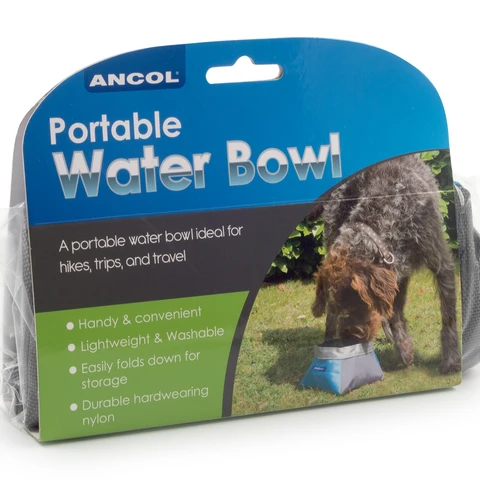 ANCOL
Portable
Water Bowl
A portable water bowl ideal for
hikes, trips, and travel
• Handy & convenient
• Lightweight & Washable
• Easily folds down for
storage
• Durable hardwearing
nylon
ANCOL